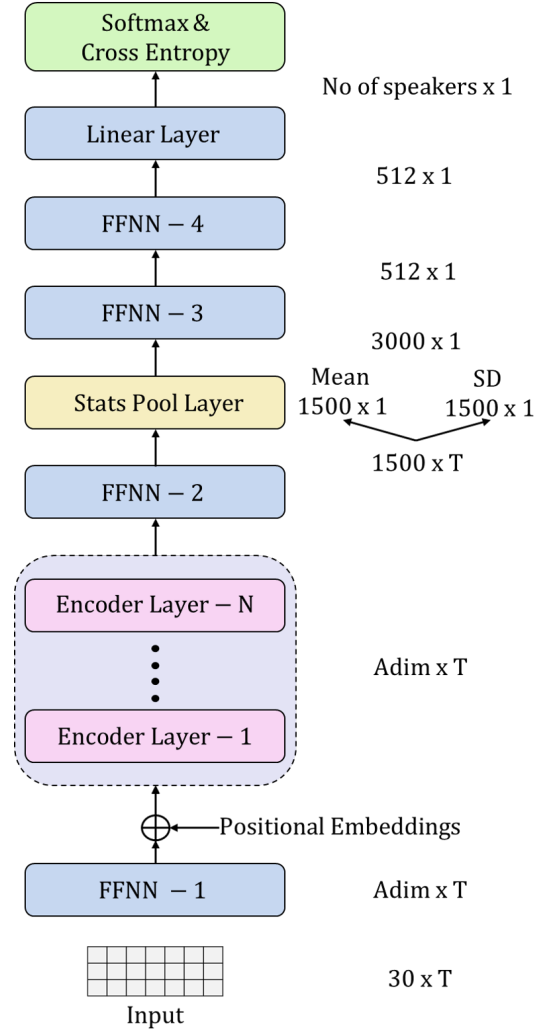 Softmax &
Cross Entropy
No of speakers x 1
Linear Layer
512 x 1
FFNN − 4
512 x 1
FFNN − 3
3000 x 1
Mean
SD
Stats Pool Layer
1500 x 1
1500 x 1
1500 x T
FFNN − 2
Encoder Layer − N
Adim x T
Encoder Layer − 1
Positional Embeddings
FFNN − 1
Adim x T
30 x T
Input